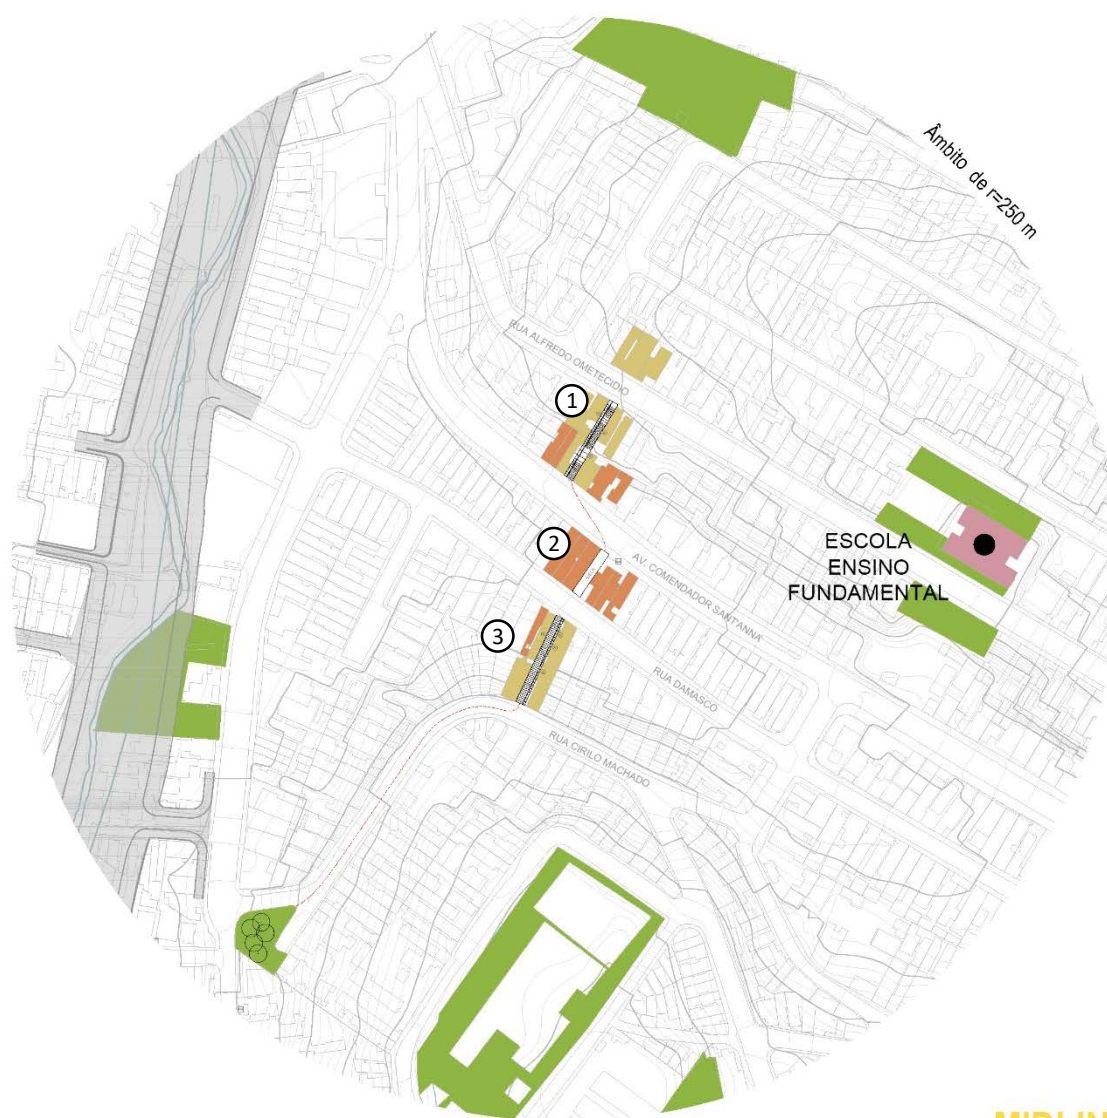 Âmbito de r=250 m
RUA ALFREDO OMETECIDIO
1
2
ESCOLA
ENSINO
FUNDAMENTAL
AV. COMENDADOR SANT'ANNA
3
RUA DAMASCO
RUA CIRILO MACHADO